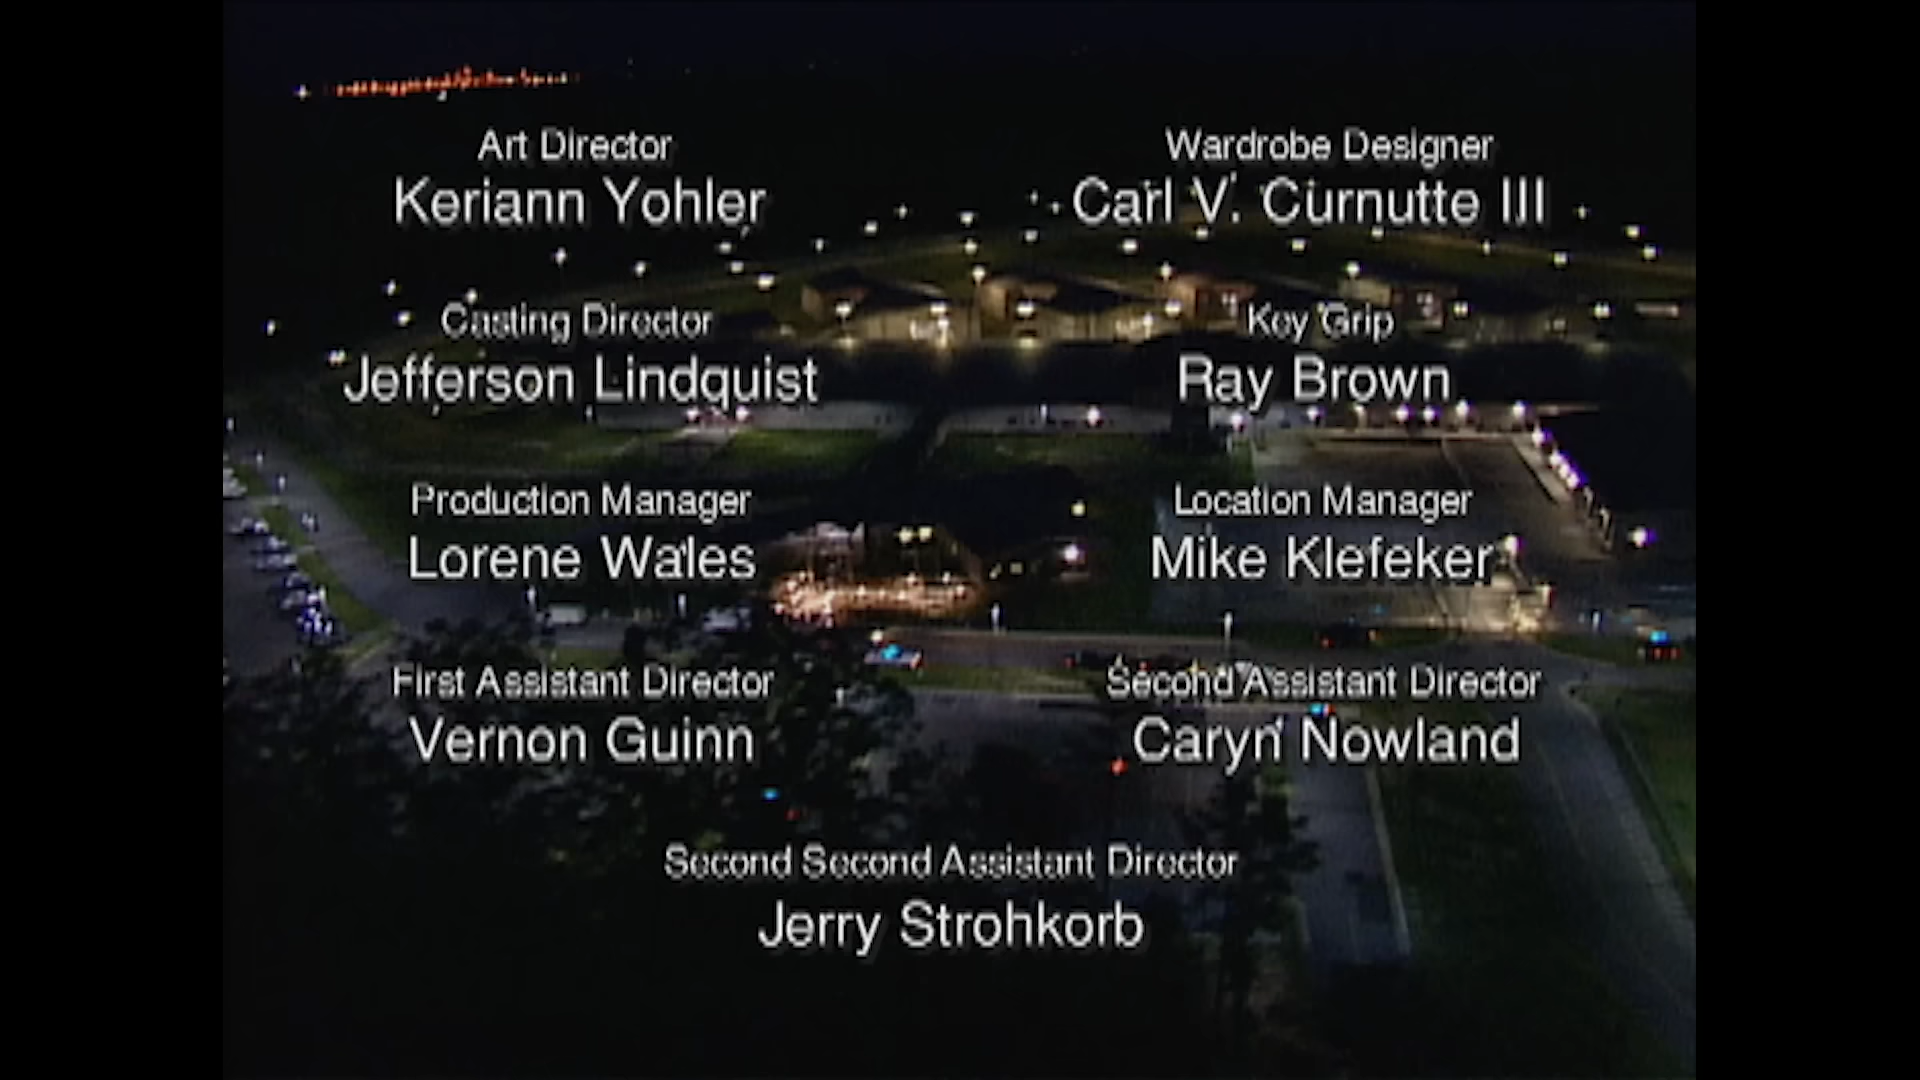 Art Director
Keriann Yohler
Wardrobe Designer
Carl V. Curnutte III
Casting Director
Jefferson Lindquist
Key Grip
Ray Brown
Production Manager
Lorene Wales
Location Manager
Mike Klefeker
First Assistant Director
Vernon Guinn
Second Assistant Director
Caryn Nowland
Second Second Assistant Director
Jerry Strohkorb